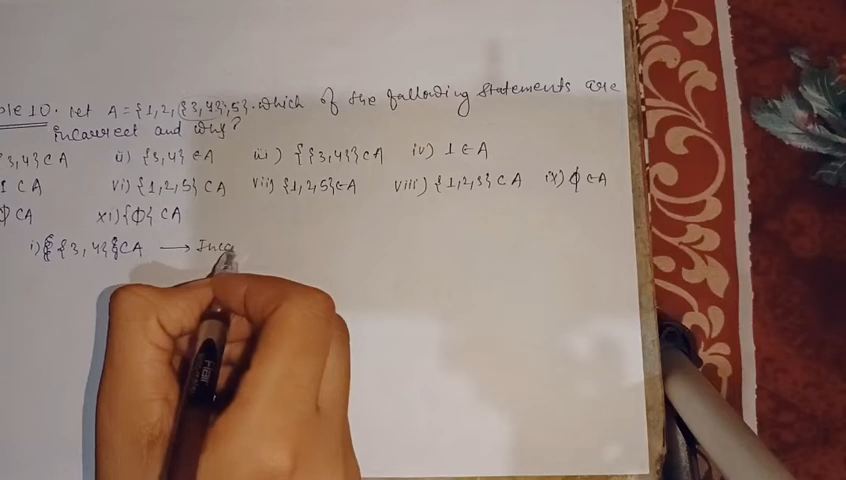 ple 10. Let A = {1, 2, {3, 4}, 5}. Which of the following Statements are
incorrect and why?
3, 4} ⊂ A ii) {3, 4} ∈ A iii) {{3, 4}} ⊂ A iv) 1 ∈ A
1 ⊂ A vi) {1, 2, 5} ⊂ A vii) {1, 2, 5} ∈ A viii) {1, 2, 3} ⊂ A ix) ϕ ∈ A
ϕ ⊂ A xi) {ϕ} ⊂ A
i) {3, 4} ⊂ A → Inco